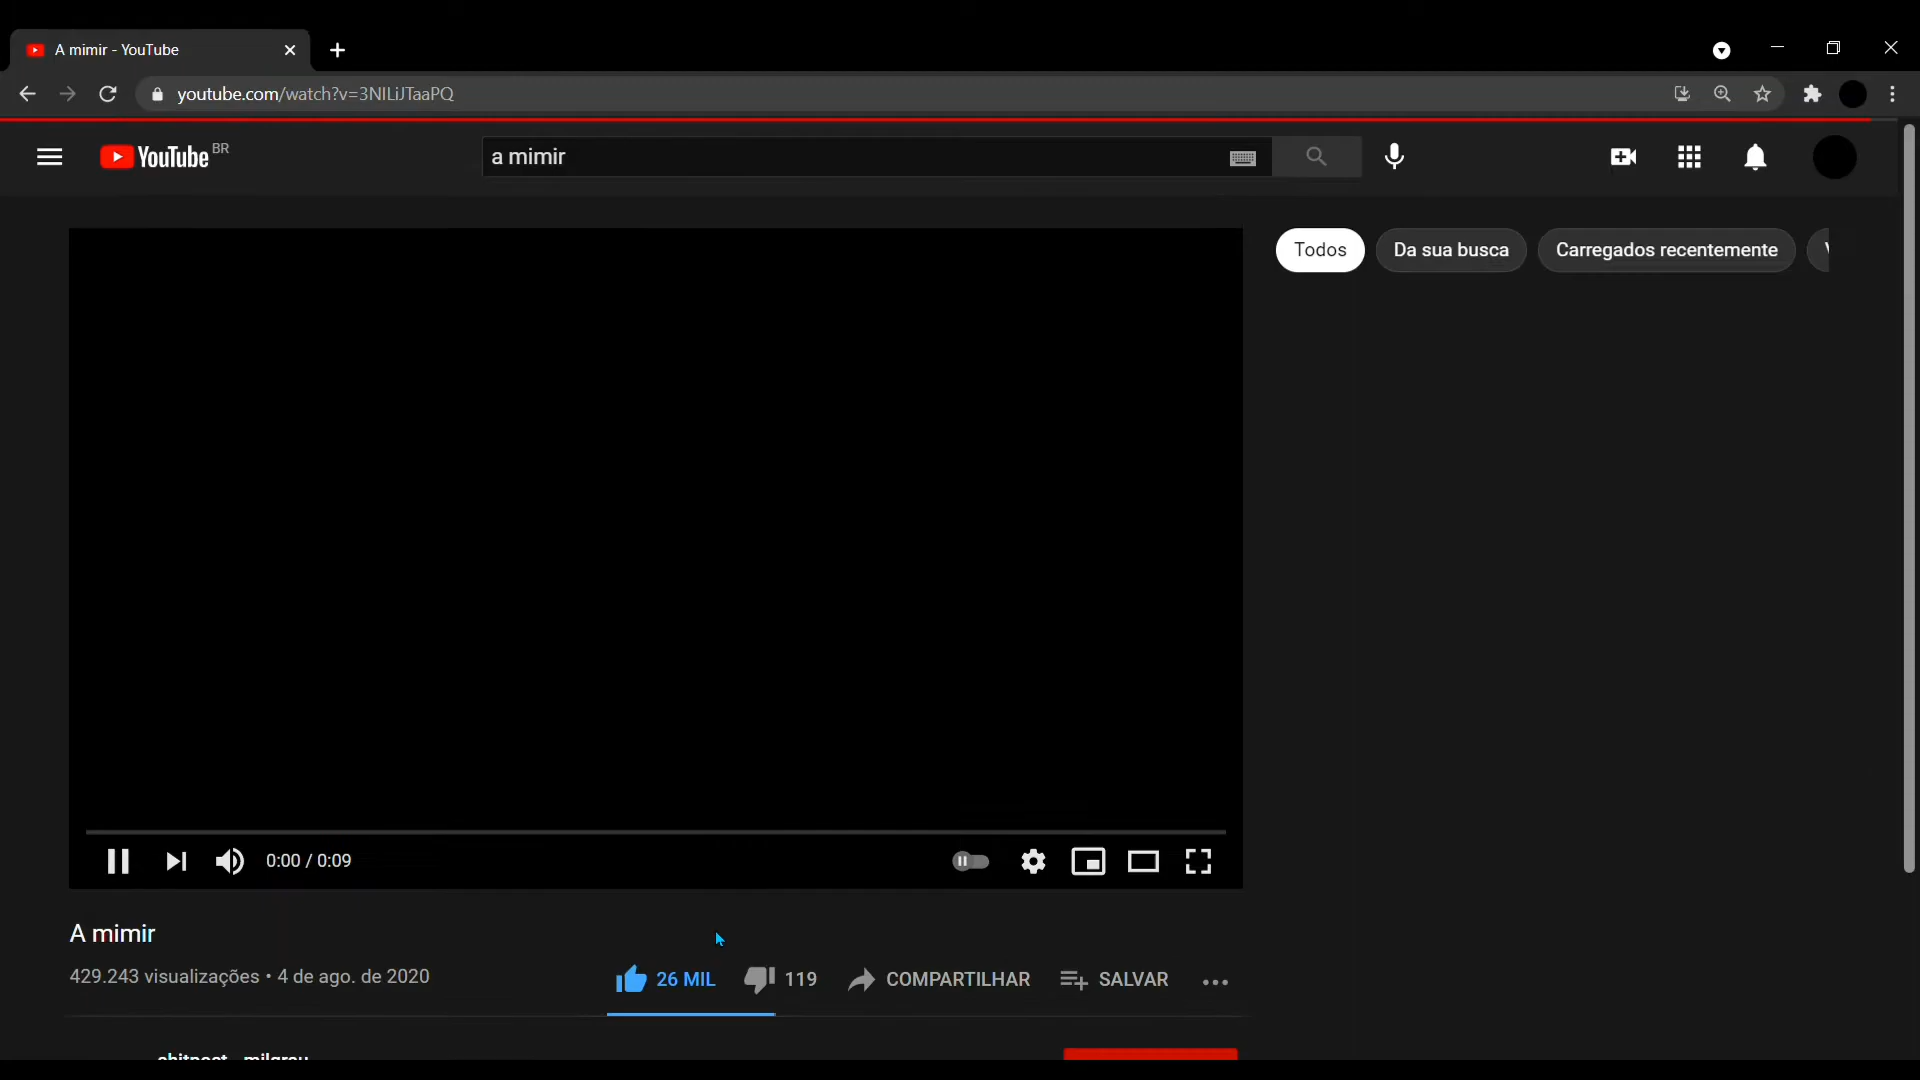 A mimir - YouTube
youtube.com/watch?v=3NILiJTaaPQ
YouTube BR
a mimir
Todos
Da sua busca
Carregados recentemente
0:00 / 0:09
A mimir
429.243 visualizações • 4 de ago. de 2020
26 MIL
119
COMPARTILHAR
SALVAR